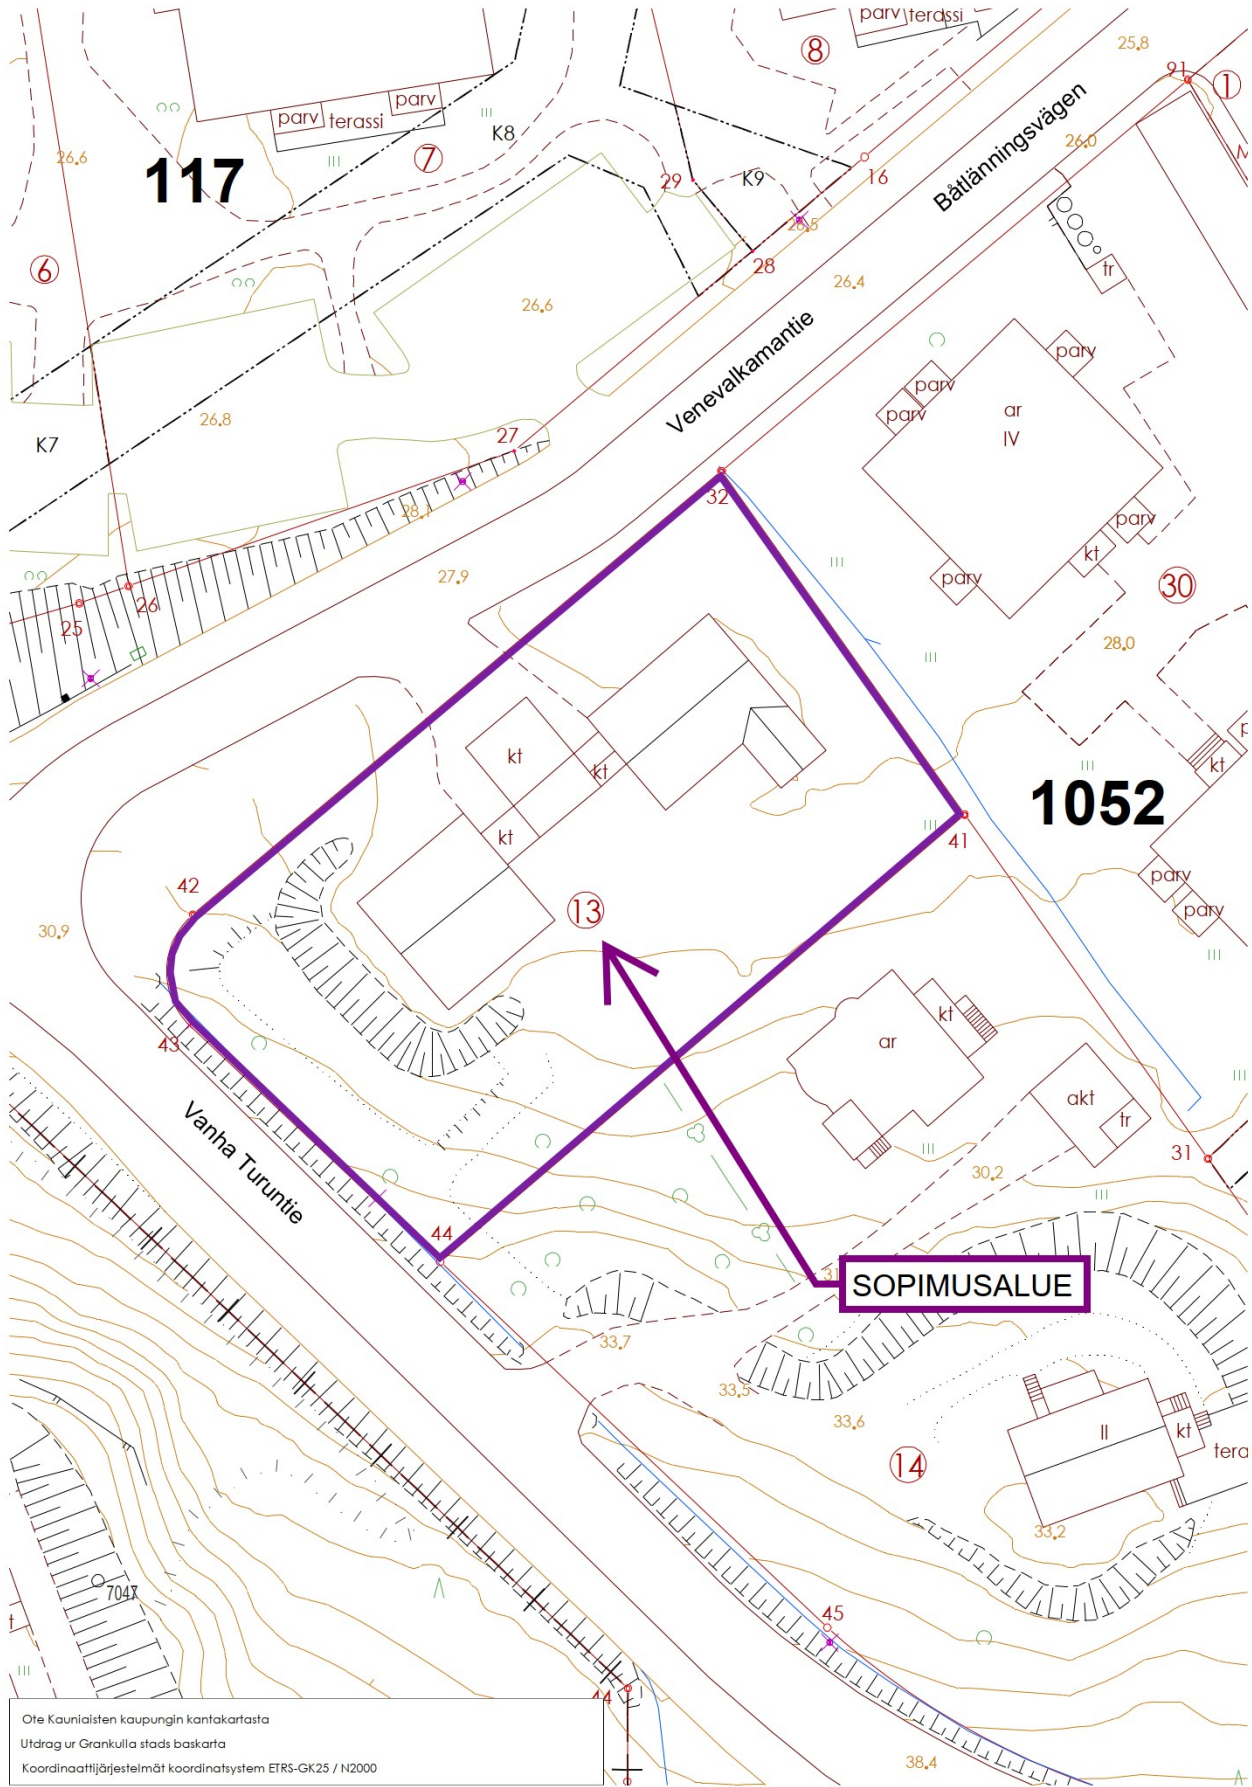 parv
terassi
8
25.8
91
1
parv
parv
terassi
K8
26.6
117
7
26.0
Båtlänningsvägen
29
K9
16
26.5
6
28
26.4
tr
26.6
Venevalkamantie
parv
parv
parv
ar
IV
26.8
K7
27
32
28.1
parv
kt
27.9
parv
30
26
25
28.0
kt
kt
kt
1052
kt
41
42
parv
13
parv
30.9
kt
43
ar
akt
tr
Vanha Turuntie
31
30.2
44
SOPIMUSALUE
33.7
33.5
33.6
II
kt
14
33.2
7047
45
44
38.4
Ote Kauniaisten kaupungin kantakartasta
Utdrag ur Grankulla stads baskarta
Koordinaattijärjestelmät koordinatsystem ETRS-GK25 / N2000